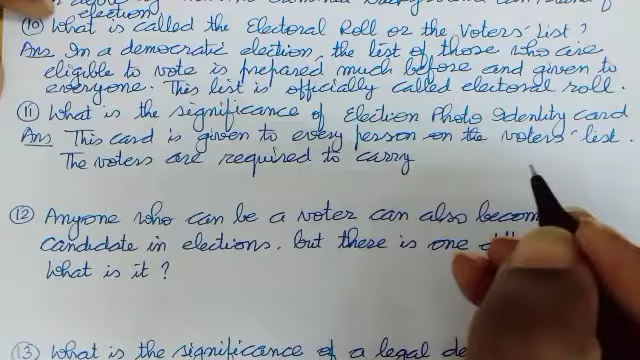 election.
⑩ What is called the Electoral Roll or the Voters' List?
Ans In a democratic election, the list of those who are
eligible to vote is prepared much before and given to
everyone. This list is officially called electoral roll.
⑪ What is the significance of Election Photo Identity card
Ans This card is given to every person on the voters' list.
The voters are required to carry
⑫ Anyone who can be a voter can also
candidate in elections, but there is one
What is it?
⑬ What is the significance of a legal